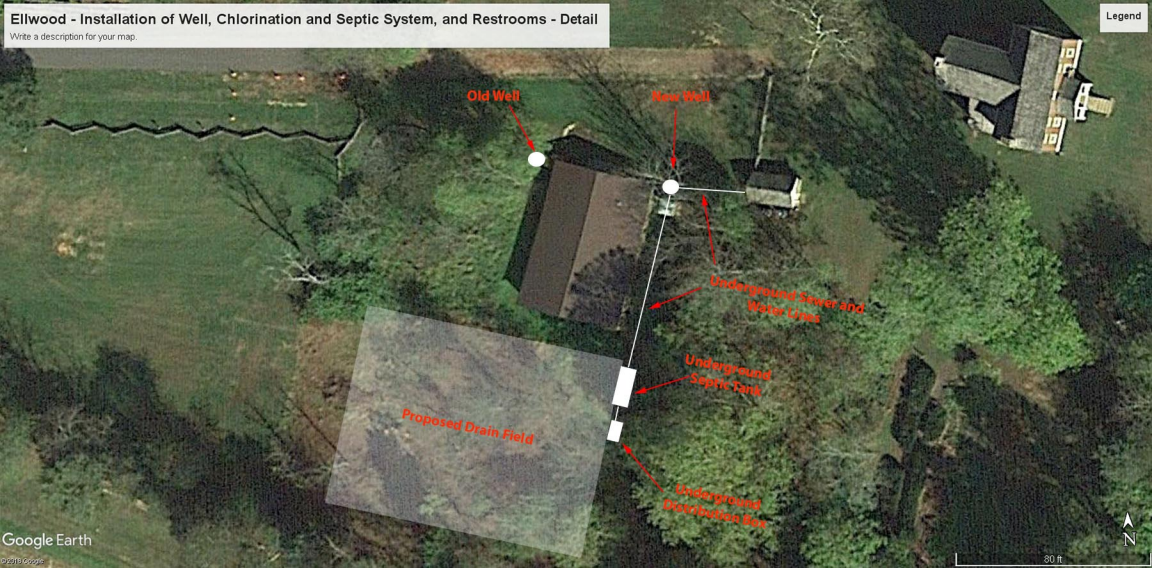 Ellwood - Installation of Well, Chlorination and Septic System, and Restrooms - Detail
Write a description for your map.
Legend
Old Well
New Well
Underground Sewer and
Water Lines
Underground
Septic Tank
Proposed Drain Field
Underground
Distribution Box
Google Earth
©2018 Google
N
80 ft